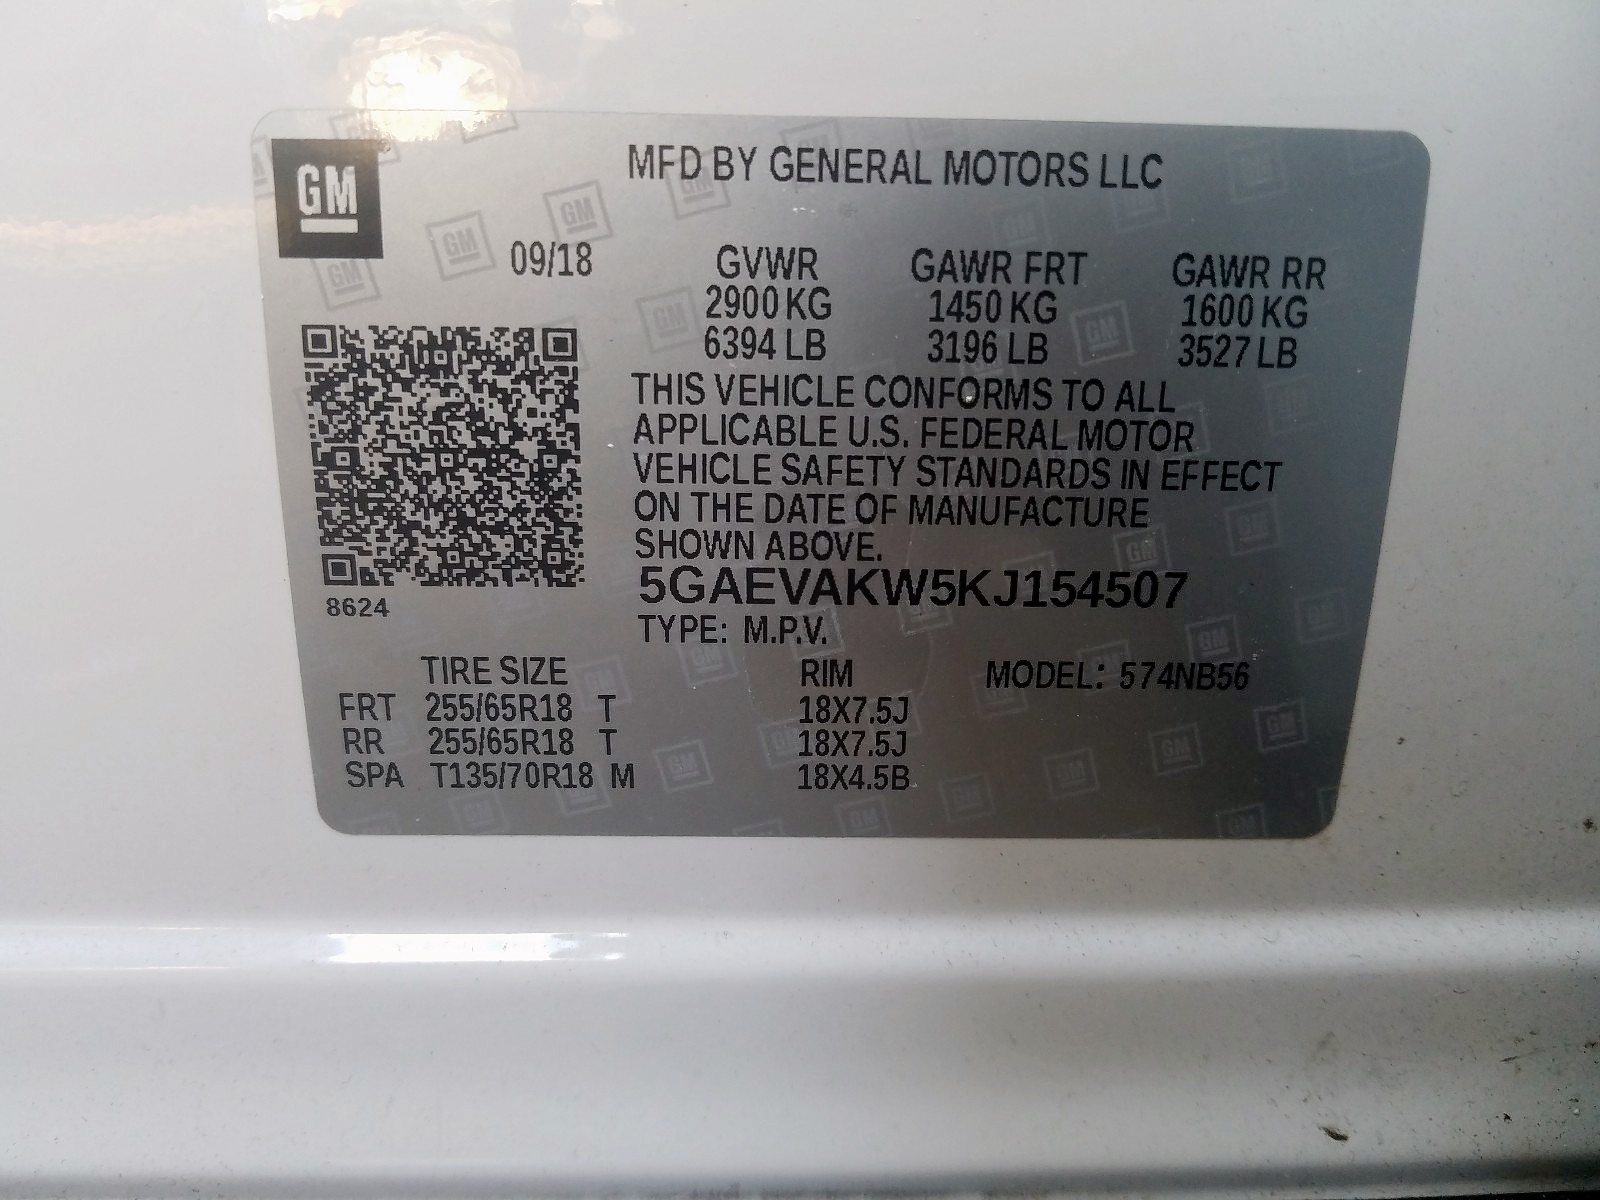 GM
MFD BY GENERAL MOTORS LLC
09/18
GVWR GAWR FRT GAWR RR
2900 KG 1450 KG 1600 KG
6394 LB 3196 LB 3527 LB
THIS VEHICLE CONFORMS TO ALL
APPLICABLE U.S. FEDERAL MOTOR
VEHICLE SAFETY STANDARDS IN EFFECT
ON THE DATE OF MANUFACTURE
SHOWN ABOVE.
5GAEVAKW5KJ154507
8624
TYPE: M.P.V.
TIRE SIZE RIM MODEL: 574NB56
FRT 255/65R18 T 18X7.5J
RR 255/65R18 T 18X7.5J
SPA T135/70R18 M 18X4.5B